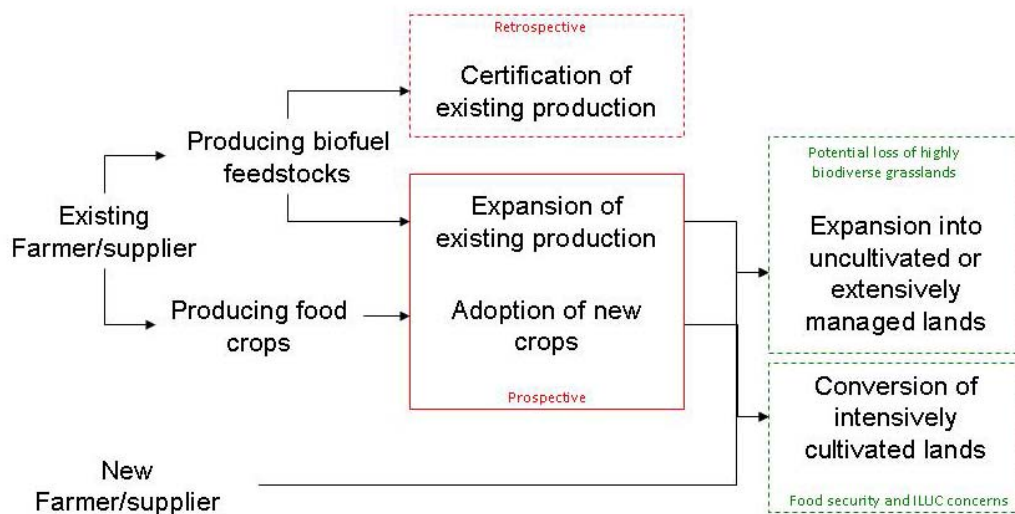 Retrospective
Certification of
existing production
Producing biofuel
feedstocks
Existing
Farmer/supplier
Expansion of
existing production
Producing food
crops
Adoption of new
crops
Prospective
Potential loss of highly
biodiverse grasslands
Expansion into
uncultivated or
extensively
managed lands
Conversion of
intensively
cultivated lands
Food security and ILUC concerns
New
Farmer/supplier